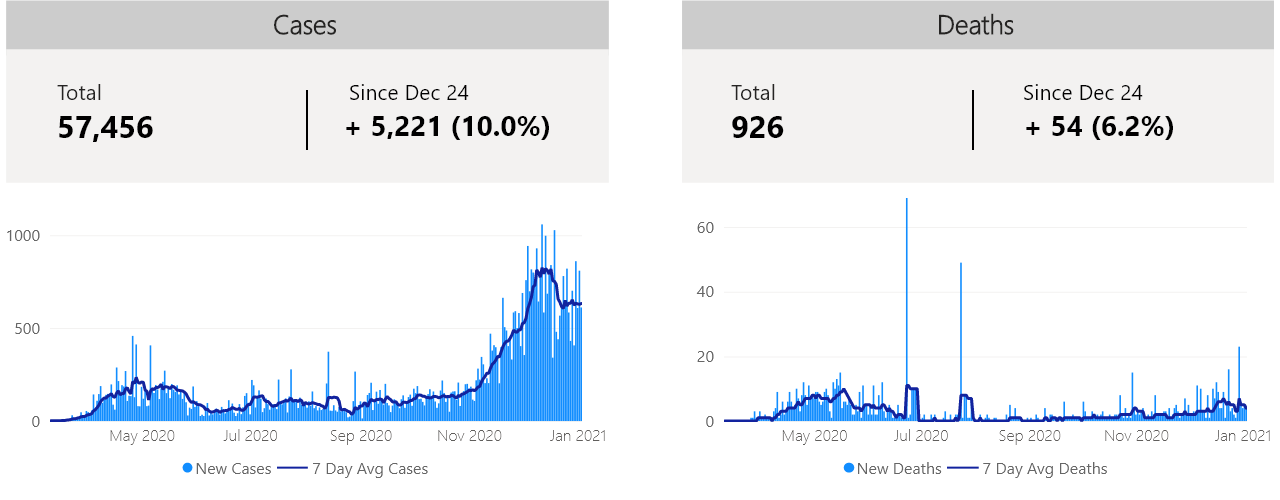 Cases
Total
57,456
Since Dec 24
+ 5,221 (10.0%)
1000
500
0
May 2020 Jul 2020 Sep 2020 Nov 2020 Jan 2021
New Cases 7 Day Avg Cases
Deaths
Total
926
Since Dec 24
+ 54 (6.2%)
60
40
20
0
May 2020 Jul 2020 Sep 2020 Nov 2020 Jan 2021
New Deaths 7 Day Avg Deaths